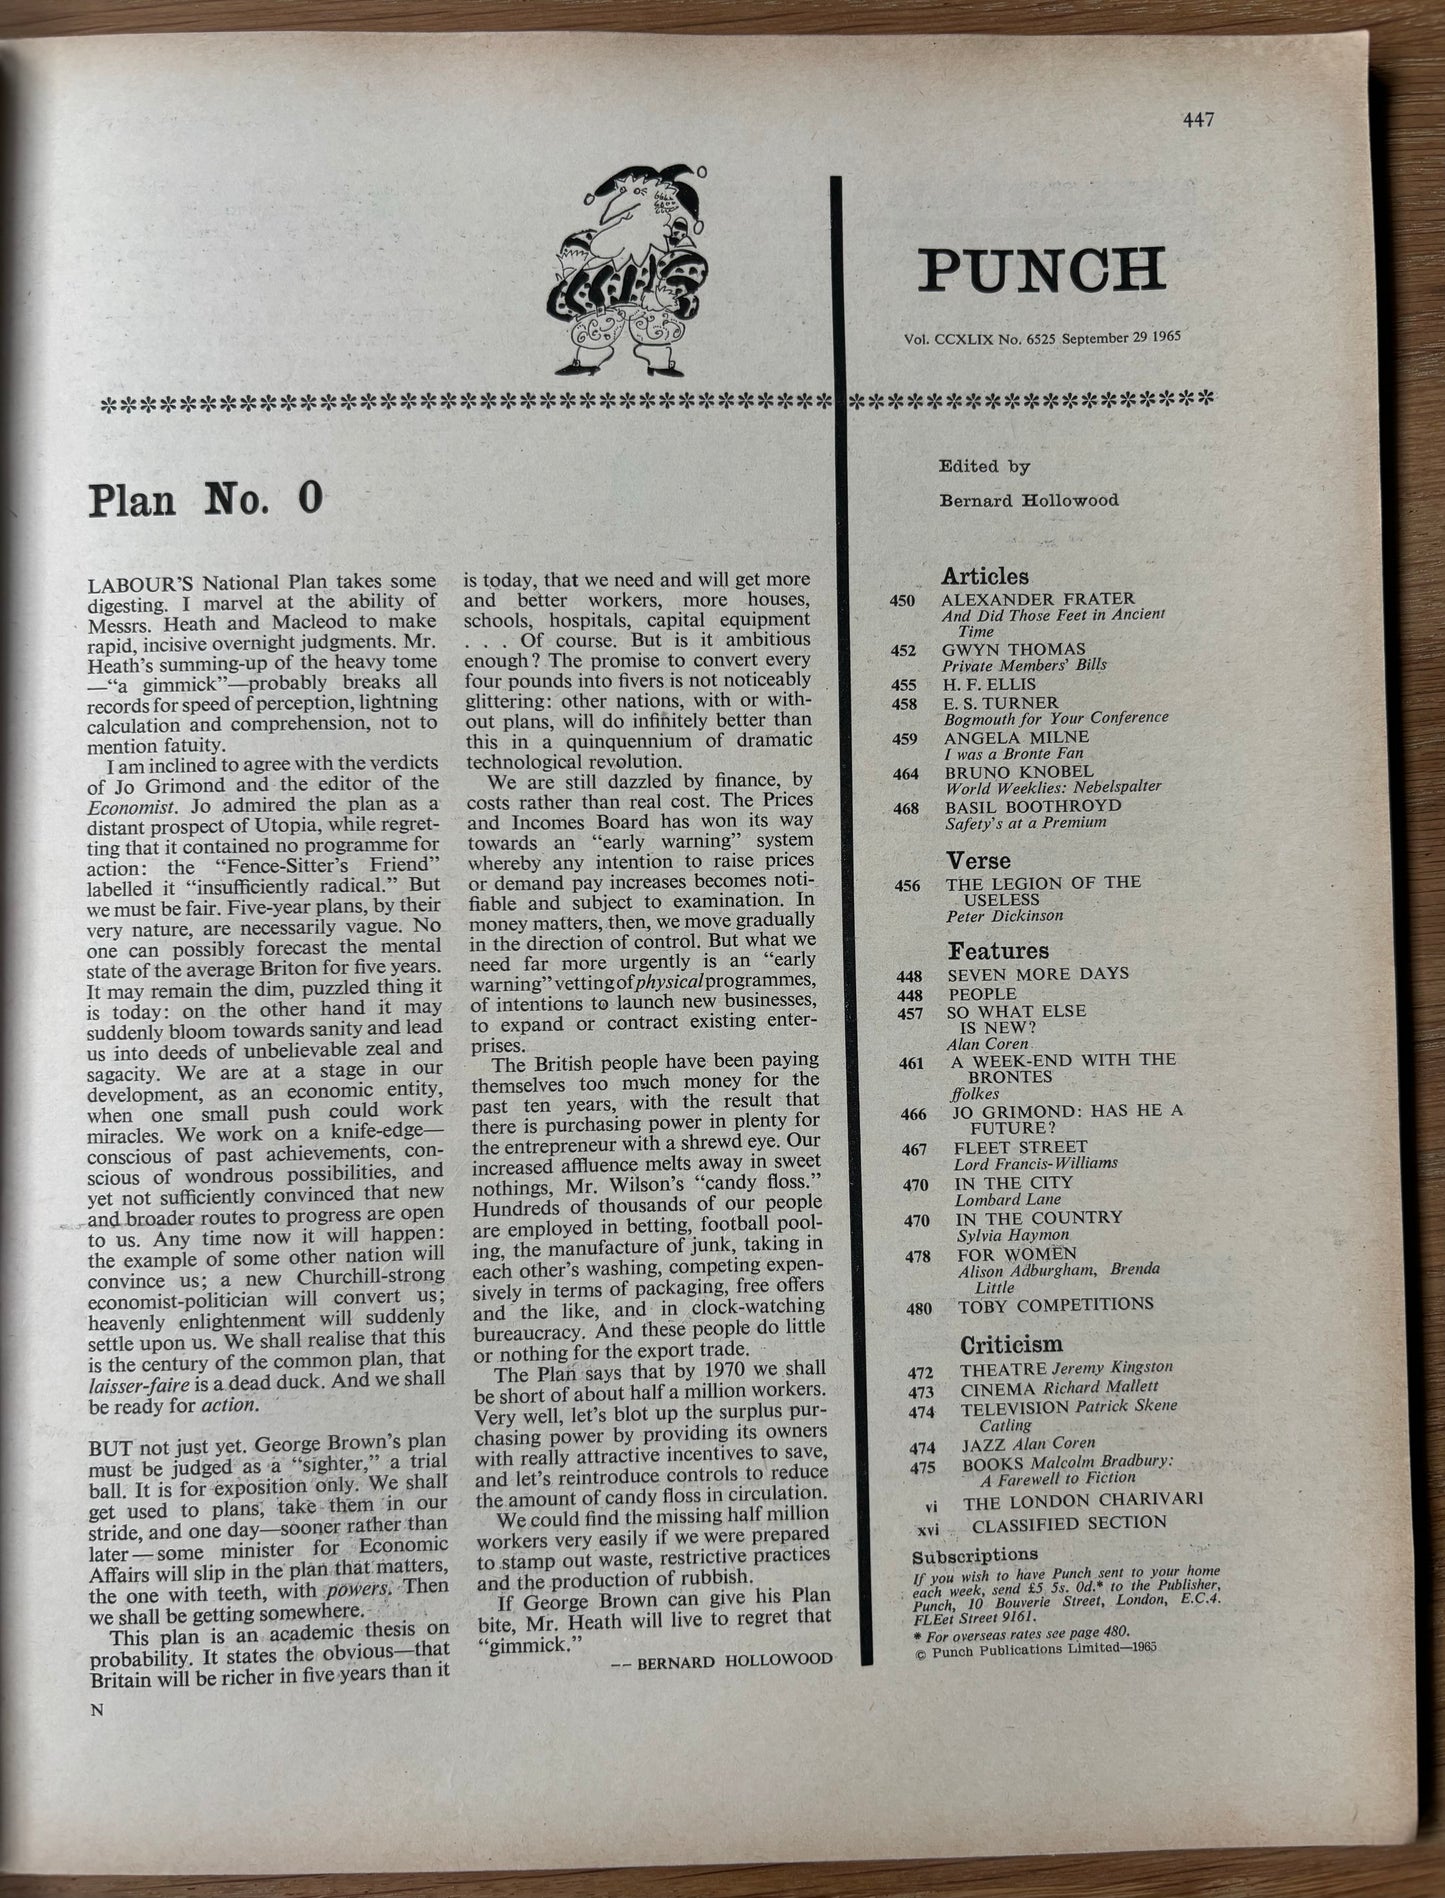 447
PUNCH
Vol. CCXLIX No. 6525 September 29 1965
Plan No. 0
LABOUR'S National Plan takes some
digesting. I marvel at the ability of
Messrs. Heath and Macleod to make
rapid, incisive overnight judgments. Mr.
Heath's summing-up of the heavy tome
—"a gimmick"—probably breaks all
records for speed of perception, lightning
calculation and comprehension, not to
mention fatuity.
I am inclined to agree with the verdicts
of Jo Grimond and the editor of the
Economist. Jo admired the plan as a
distant prospect of Utopia, while regret-
ting that it contained no programme for
action: the "Fence-Sitter's Friend"
labelled it "insufficiently radical." But
we must be fair. Five-year plans, by their
very nature, are necessarily vague. No
one can possibly forecast the mental
state of the average Briton for five years.
It may remain the dim, puzzled thing it
is today: on the other hand it may
suddenly bloom towards sanity and lead
us into deeds of unbelievable zeal and
sagacity. We are at a stage in our
development, as an economic entity,
when one small push could work
miracles. We work on a knife-edge—
conscious of past achievements, con-
scious of wondrous possibilities, and
yet not sufficiently convinced that new
and broader routes to progress are open
to us. Any time now it will happen:
the example of some other nation will
convince us; a new Churchill-strong
economist-politician will convert us;
heavenly enlightenment will suddenly
settle upon us. We shall realise that this
is the century of the common plan, that
laisser-faire is a dead duck. And we shall
be ready for action.
BUT not just yet. George Brown's plan
must be judged as a "sighter," a trial
ball. It is for exposition only. We shall
get used to plans, take them in our
stride, and one day—sooner rather than
later—some minister for Economic
Affairs will slip in the plan that matters,
the one with teeth, with powers. Then
we shall be getting somewhere.
This plan is an academic thesis on
probability. It states the obvious—that
Britain will be richer in five years than it
N
is today, that we need and will get more
and better workers, more houses,
schools, hospitals, capital equipment
. . . Of course. But is it ambitious
enough? The promise to convert every
four pounds into fivers is not noticeably
glittering: other nations, with or with-
out plans, will do infinitely better than
this in a quinquennium of dramatic
technological revolution.
We are still dazzled by finance, by
costs rather than real cost. The Prices
and Incomes Board has won its way
towards an "early warning" system
whereby any intention to raise prices
or demand pay increases becomes noti-
fiable and subject to examination. In
money matters, then, we move gradually
in the direction of control. But what we
need far more urgently is an "early
warning" vetting of physical programmes,
of intentions to launch new businesses,
to expand or contract existing enter-
prises.
The British people have been paying
themselves too much money for the
past ten years, with the result that
there is purchasing power in plenty for
the entrepreneur with a shrewd eye. Our
increased affluence melts away in sweet
nothings, Mr. Wilson's "candy floss."
Hundreds of thousands of our people
are employed in betting, football pool-
ing, the manufacture of junk, taking in
each other's washing, competing expen-
sively in terms of packaging, free offers
and the like, and in clock-watching
bureaucracy. And these people do little
or nothing for the export trade.
The Plan says that by 1970 we shall
be short of about half a million workers.
Very well, let's blot up the surplus pur-
chasing power by providing its owners
with really attractive incentives to save,
and let's reintroduce controls to reduce
the amount of candy floss in circulation.
We could find the missing half million
workers very easily if we were prepared
to stamp out waste, restrictive practices
and the production of rubbish.
If George Brown can give his Plan
bite, Mr. Heath will live to regret that
"gimmick."
-- BERNARD HOLLOWOOD
Edited by
Bernard Hollowood
Articles
450 ALEXANDER FRATER
And Did Those Feet in Ancient
Time
452 GWYN THOMAS
Private Members' Bills
455 H. F. ELLIS
458 E. S. TURNER
Bogmouth for Your Conference
459 ANGELA MILNE
I was a Bronte Fan
464 BRUNO KNOBEL
World Weeklies: Nebelspalter
468 BASIL BOOTHROYD
Safety's at a Premium
Verse
456 THE LEGION OF THE
USELESS
Peter Dickinson
Features
448 SEVEN MORE DAYS
448 PEOPLE
457 SO WHAT ELSE
IS NEW?
Alan Coren
461 A WEEK-END WITH THE
BRONTES
ffolkes
466 JO GRIMOND: HAS HE A
FUTURE?
467 FLEET STREET
Lord Francis-Williams
470 IN THE CITY
Lombard Lane
470 IN THE COUNTRY
Sylvia Haymon
478 FOR WOMEN
Alison Adburgham, Brenda
Little
480 TOBY COMPETITIONS
Criticism
472 THEATRE Jeremy Kingston
473 CINEMA Richard Mallett
474 TELEVISION Patrick Skene
Catling
474 JAZZ Alan Coren
475 BOOKS Malcolm Bradbury:
A Farewell to Fiction
vi THE LONDON CHARIVARI
xvi CLASSIFIED SECTION
Subscriptions
If you wish to have Punch sent to your home
each week, send £5 5s. 0d.* to the Publisher,
Punch, 10 Bouverie Street, London, E.C.4.
FLEet Street 9161.
* For overseas rates see page 480.
© Punch Publications Limited—1965